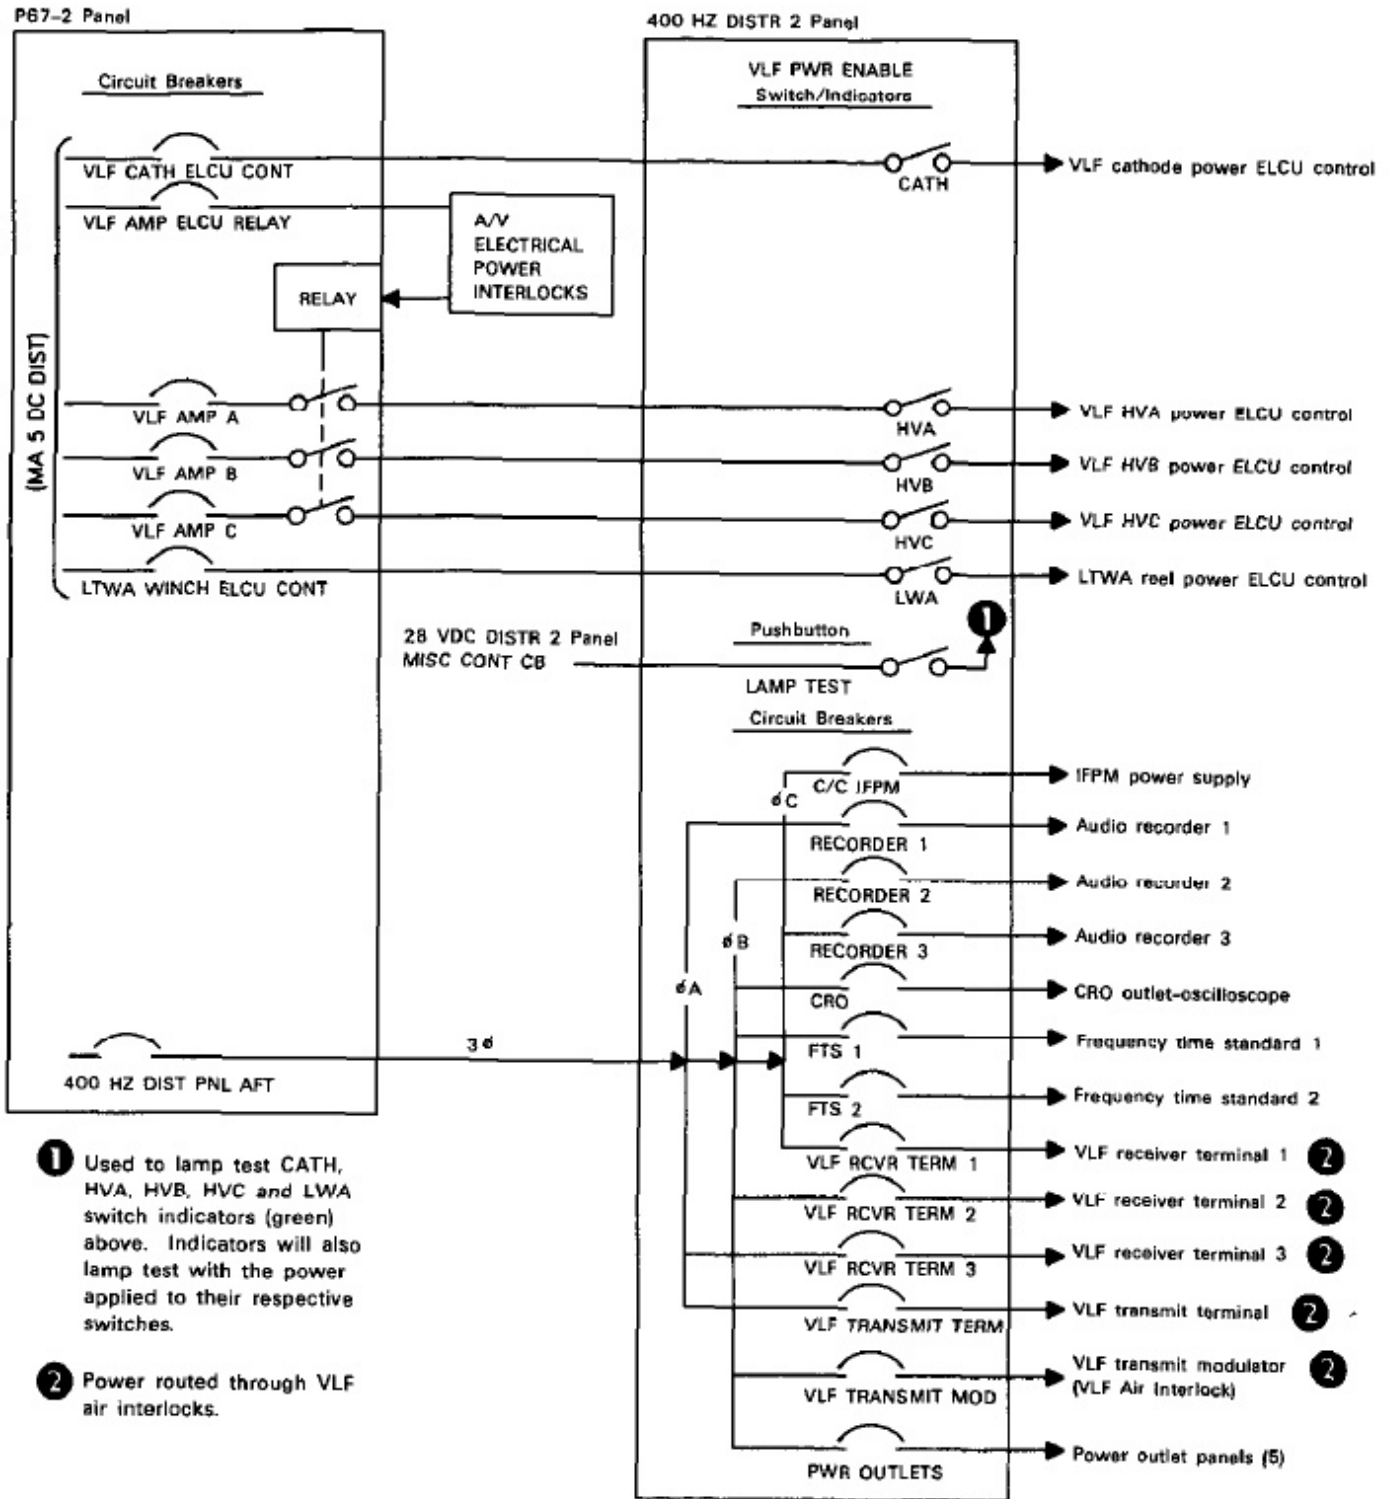 P67-2 Panel
400 HZ DISTR 2 Panel
Circuit Breakers
VLF PWR ENABLE
Switch/Indicators
VLF CATH ELCU CONT
CATH
VLF cathode power ELCU control
VLF AMP ELCU RELAY
A/V
ELECTRICAL
POWER
INTERLOCKS
RELAY
(MA 5 DC DIST)
VLF AMP A
HVA
VLF HVA power ELCU control
VLF AMP B
HVB
VLF HVB power ELCU control
VLF AMP C
HVC
VLF HVC power ELCU control
LTWA WINCH ELCU CONT
LWA
LTWA reel power ELCU control
1
28 VDC DISTR 2 Panel
MISC CONT CB
Pushbutton
LAMP TEST
Circuit Breakers
øC
C/C IFPM
IFPM power supply
RECORDER 1
Audio recorder 1
RECORDER 2
Audio recorder 2
øB
RECORDER 3
Audio recorder 3
øA
CRO
CRO outlet-oscilloscope
3ø
FTS 1
Frequency time standard 1
400 HZ DIST PNL AFT
FTS 2
Frequency time standard 2
VLF RCVR TERM 1
VLF receiver terminal 1 2
VLF RCVR TERM 2
VLF receiver terminal 2 2
VLF RCVR TERM 3
VLF receiver terminal 3 2
VLF TRANSMIT TERM
VLF transmit terminal 2
VLF TRANSMIT MOD
VLF transmit modulator 2
(VLF Air Interlock)
PWR OUTLETS
Power outlet panels (5)
1 Used to lamp test CATH,
HVA, HVB, HVC and LWA
switch indicators (green)
above. Indicators will also
lamp test with the power
applied to their respective
switches.
2 Power routed through VLF
air interlocks.